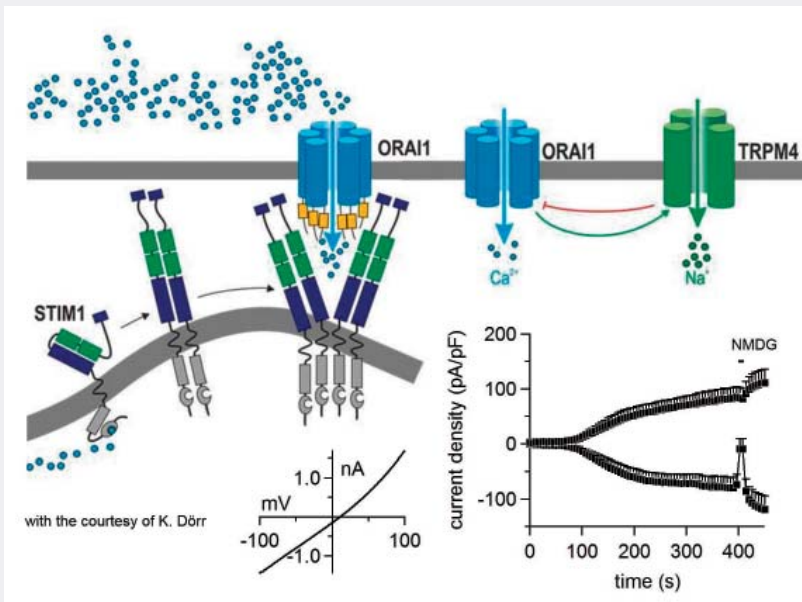 ORAI1
ORAI1
TRPM4
Ca²⁺
Na⁺
STIM1
with the courtesy of K. Dörr
nA
1.0
mV
-100
100
-1.0
NMDG
200
100
0
-100
current density (pA/pF)
0
100
200
300
400
time (s)